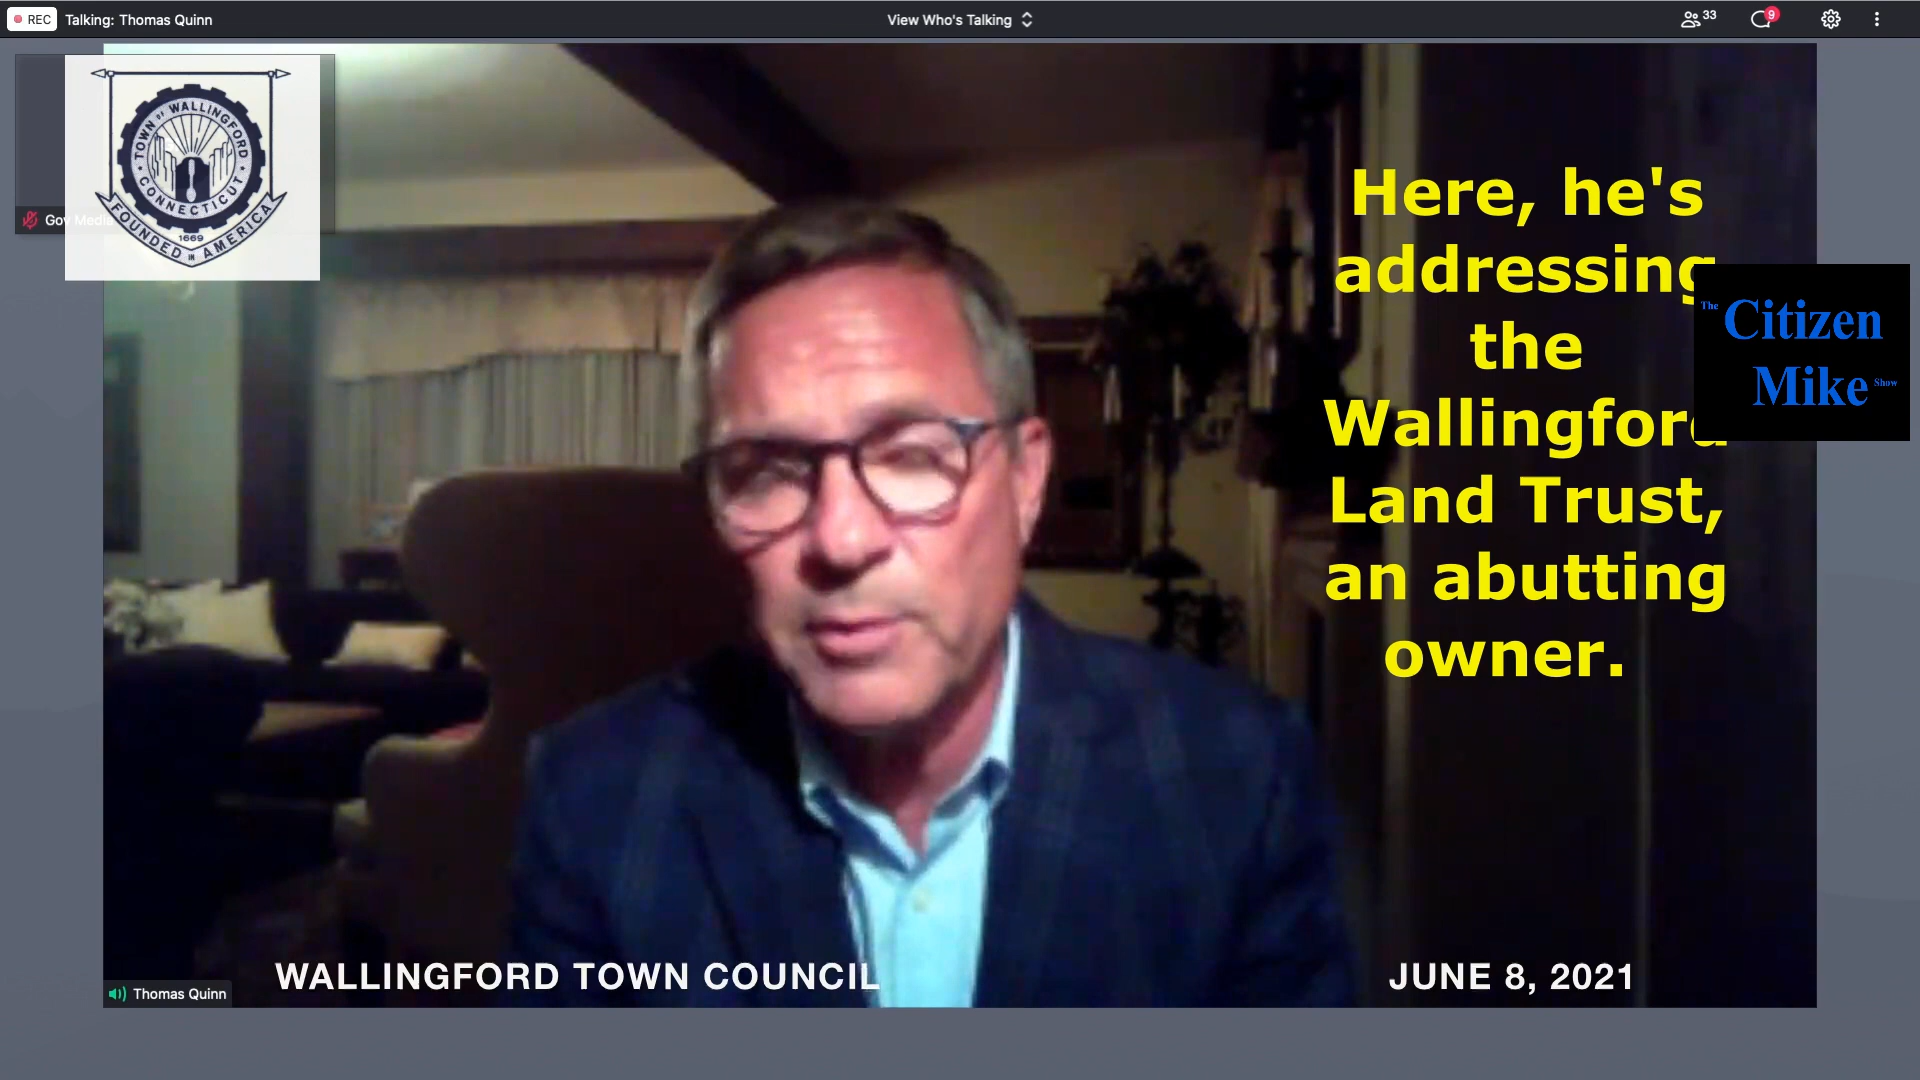 REC
Talking: Thomas Quinn
View Who's Talking
33
9
TOWN OF WALLINGFORD
CONNECTICUT
1669
FOUNDED IN AMERICA
Gov Media
Here, he's
addressing
the
Wallingford
Land Trust,
an abutting
owner.
The
Citizen
Mike
Show
WALLINGFORD TOWN COUNCIL
JUNE 8, 2021
Thomas Quinn